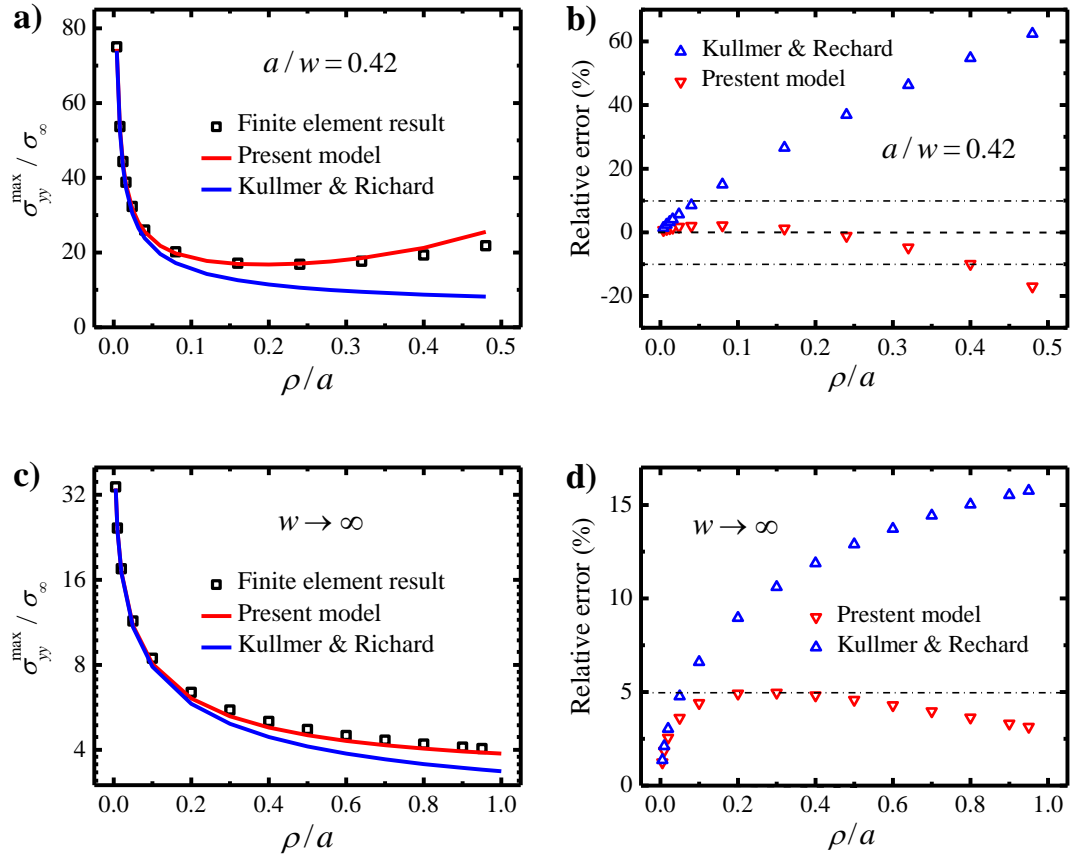 a)
80
60
40
20
0
σ_yy^max / σ_∞
a / w = 0.42
Finite element result
Present model
Kullmer & Richard
0.0 0.1 0.2 0.3 0.4 0.5
ρ/a
b)
60
40
20
0
-20
Relative error (%)
Kullmer & Rechard
Prestent model
a / w = 0.42
0.0 0.1 0.2 0.3 0.4 0.5
ρ/a
c)
32
16
8
4
σ_yy^max / σ_∞
w → ∞
Finite element result
Present model
Kullmer & Richard
0.0 0.2 0.4 0.6 0.8 1.0
ρ/a
d)
15
10
5
0
Relative error (%)
w → ∞
Prestent model
Kullmer & Rechard
0.0 0.2 0.4 0.6 0.8 1.0
ρ/a